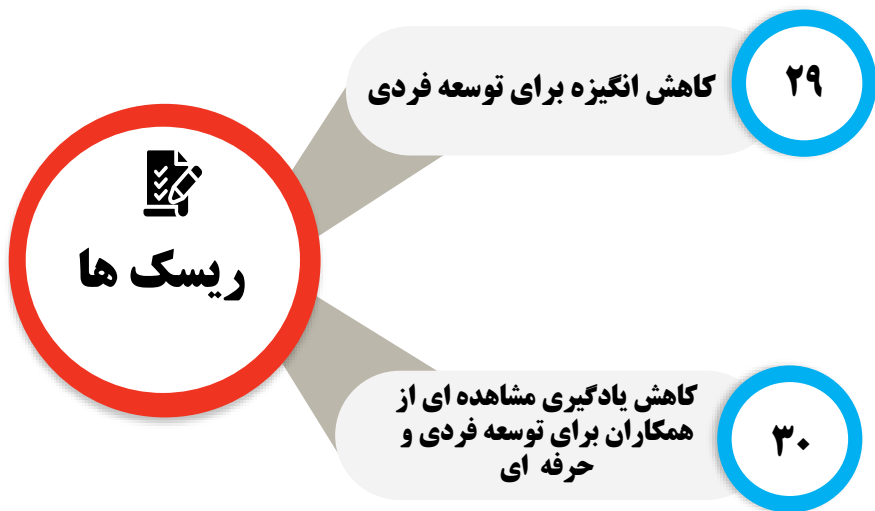 ریسک ها
۲۹
کاهش انگیزه برای توسعه فردی
۳۰
کاهش یادگیری مشاهده ای از
همکاران برای توسعه فردی و
حرفه ای